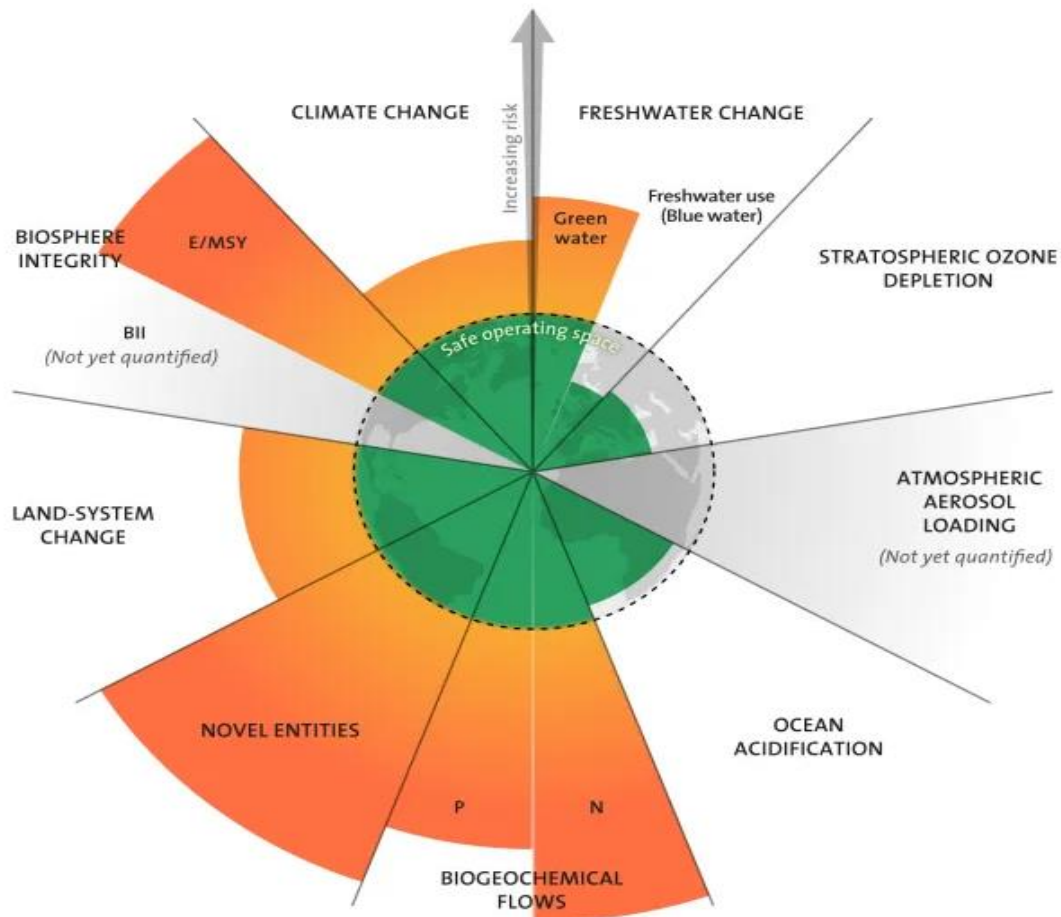 CLIMATE CHANGE
Increasing risk
FRESHWATER CHANGE
Green
water
Freshwater use
(Blue water)
STRATOSPHERIC OZONE
DEPLETION
BIOSPHERE
INTEGRITY
E/MSY
BII
(Not yet quantified)
Safe operating space
LAND-SYSTEM
CHANGE
ATMOSPHERIC
AEROSOL
LOADING
(Not yet quantified)
NOVEL ENTITIES
OCEAN
ACIDIFICATION
P
N
BIOGEOCHEMICAL
FLOWS